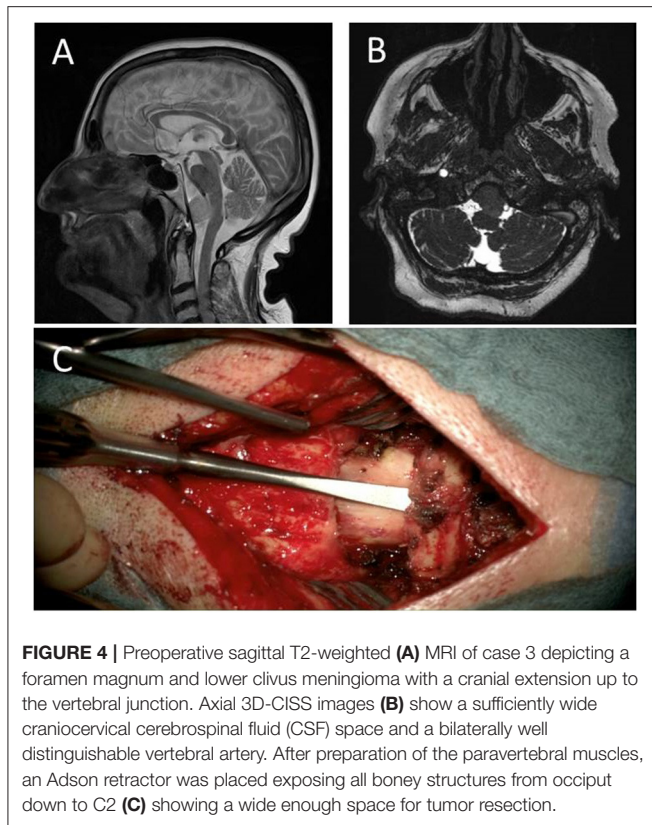 A
B
C
FIGURE 4 | Preoperative sagittal T2-weighted (A) MRI of case 3 depicting a
foramen magnum and lower clivus meningioma with a cranial extension up to
the vertebral junction. Axial 3D-CISS images (B) show a sufficiently wide
craniocervical cerebrospinal fluid (CSF) space and a bilaterally well
distinguishable vertebral artery. After preparation of the paravertebral muscles,
an Adson retractor was placed exposing all boney structures from occiput
down to C2 (C) showing a wide enough space for tumor resection.